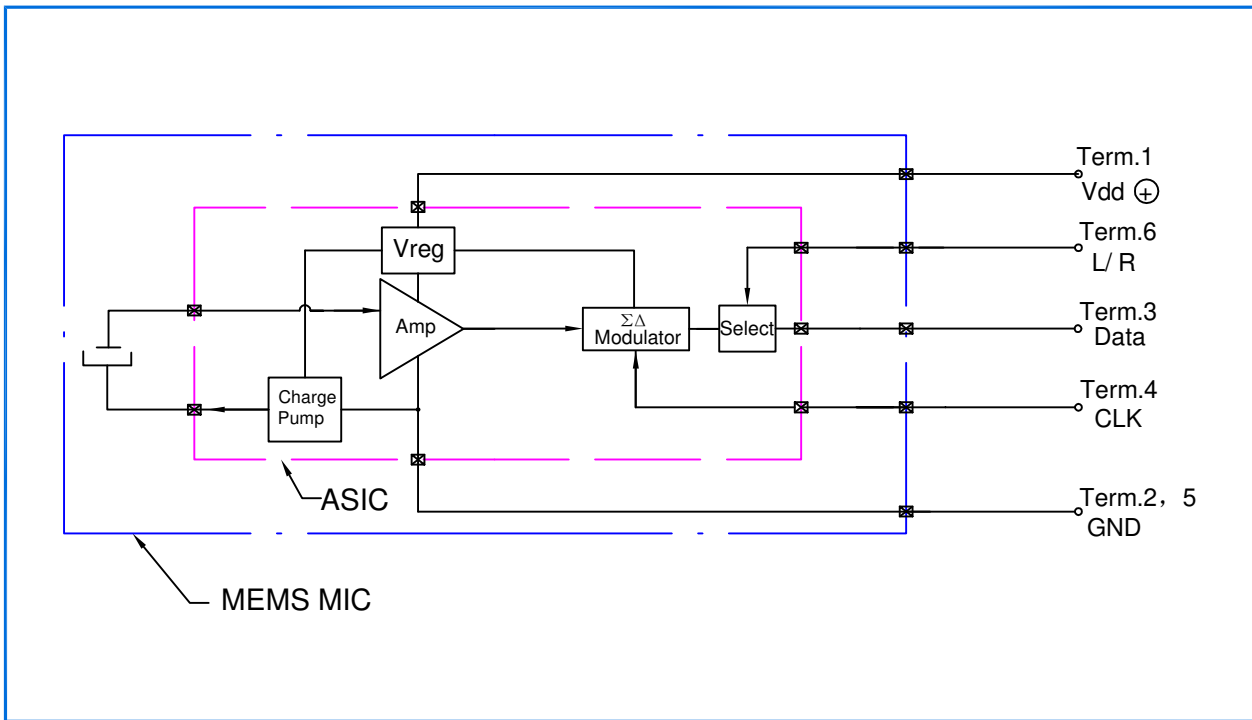 Term.1
Vdd ⊕
Term.6
L/ R
Term.3
Data
Term.4
CLK
Term.2，5
GND
Vreg
Amp
ΣΔ
Modulator
Select
Charge
Pump
ASIC
MEMS MIC